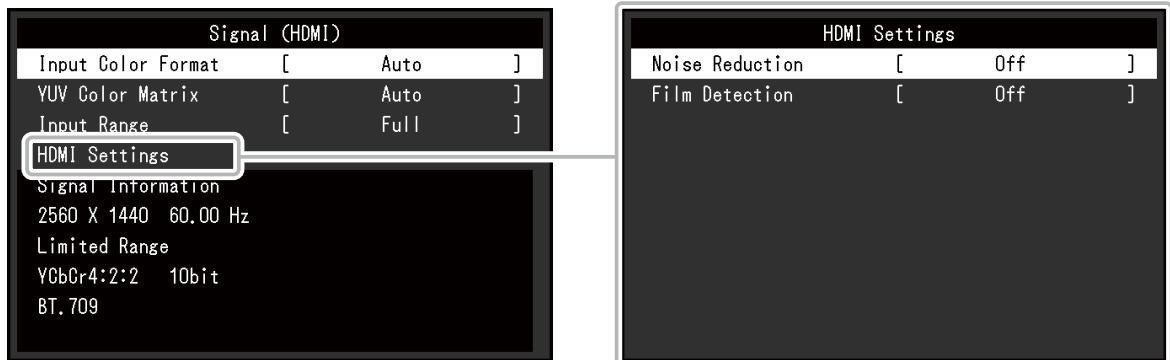 Signal (HDMI)
Input Color Format [ Auto ]
YUV Color Matrix [ Auto ]
Input Range [ Full ]
HDMI Settings
Signal Information
2560 X 1440 60.00 Hz
Limited Range
YCbCr4:2:2 10bit
BT.709
HDMI Settings
Noise Reduction [ Off ]
Film Detection [ Off ]